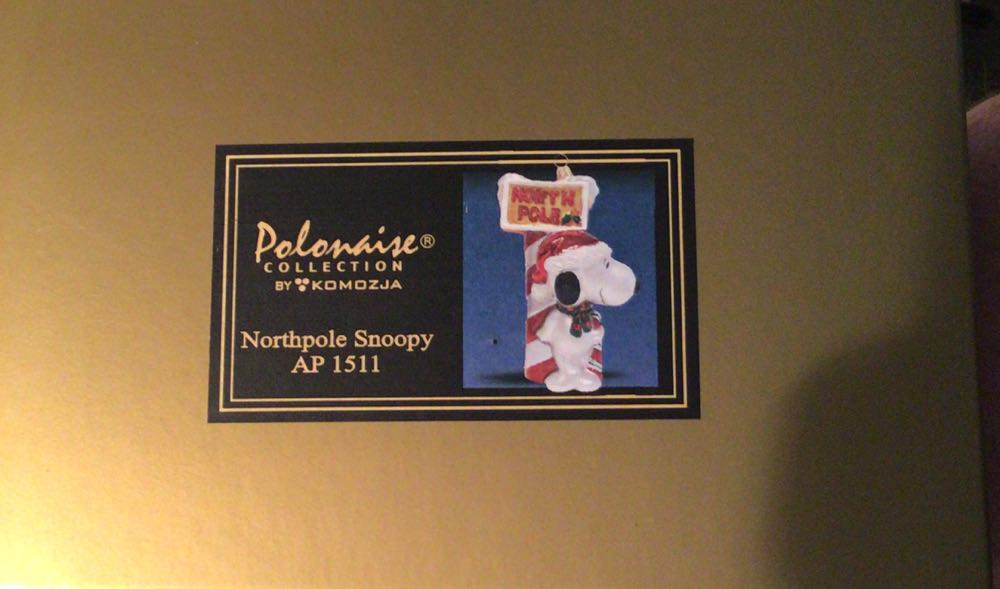 Polonaise®
COLLECTION
BY KOMOZJA
Northpole Snoopy
AP 1511
NORTH
POLE